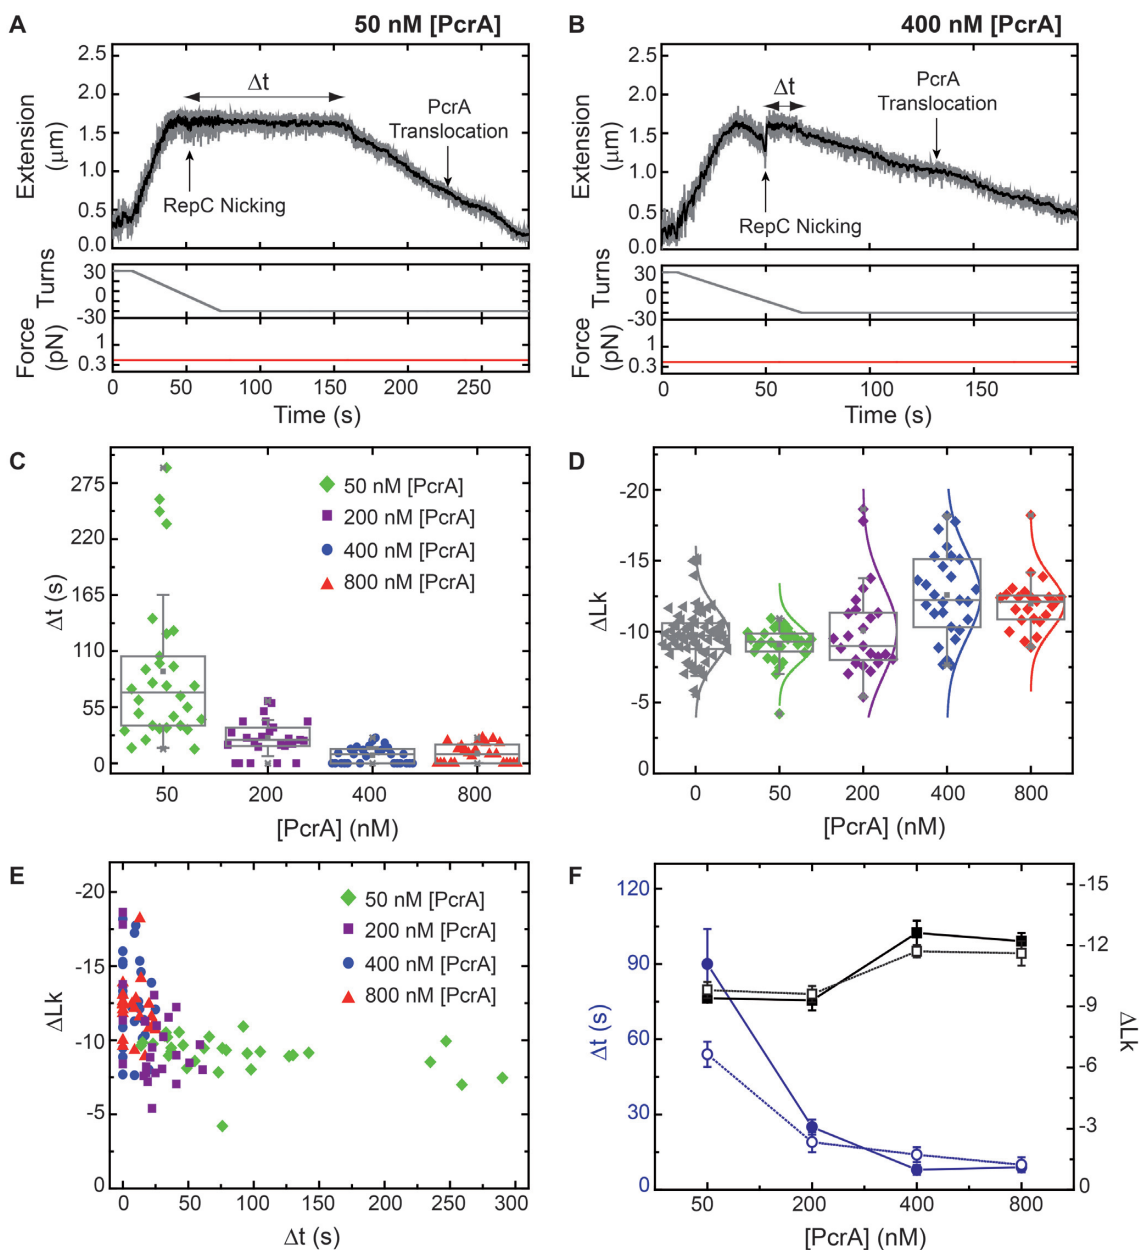 A 50 nM [PcrA]
B 400 nM [PcrA]
2.5
2.0
1.5
1.0
0.5
0.0
Extension
(μm)
Δt
RepC Nicking
PcrA
Translocation
30
0
-30
Turns
1
0.3
Force
(pN)
0 50 100 150 200 250
Time (s)
2.5
2.0
1.5
1.0
0.5
0.0
Extension
(μm)
Δt
RepC Nicking
PcrA
Translocation
30
0
-30
Turns
1
0.3
Force
(pN)
0 50 100 150
Time (s)
C
275
220
165
110
55
0
Δt (s)
50 nM [PcrA]
200 nM [PcrA]
400 nM [PcrA]
800 nM [PcrA]
50 200 400 800
[PcrA] (nM)
D
-20
-15
-10
-5
0
ΔLk
0 50 200 400 800
[PcrA] (nM)
E
-20
-15
-10
-5
0
ΔLk
50 nM [PcrA]
200 nM [PcrA]
400 nM [PcrA]
800 nM [PcrA]
0 50 100 150 200 250 300
Δt (s)
F
120
90
60
30
0
Δt (s)
-15
-12
-9
-6
-3
0
ΔLk
50 200 400 800
[PcrA] (nM)